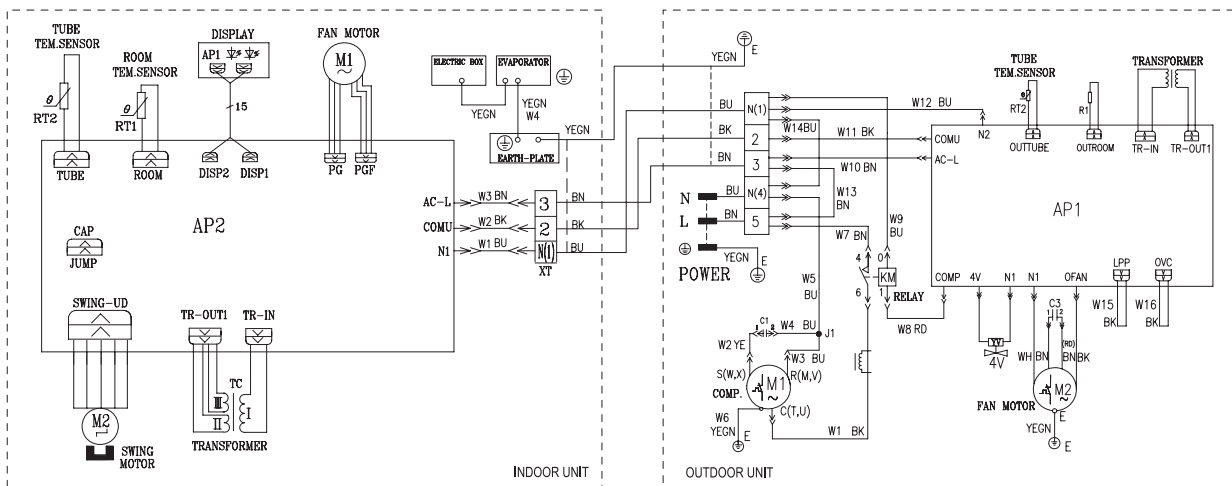 TUBE
TEM.SENSOR
RT2
ROOM
TEM.SENSOR
RT1
DISPLAY
AP1
15
FAN MOTOR
M1
ELECTRIC BOX
EVAPORATOR
YEGN
YEGN
W4
EARTH-PLATE
YEGN
TUBE
ROOM
DISP2
DISP1
PG
PGF
AP2
CAP
JUMP
AC-L
W3 BN
3
BN
COMU
W2 BK
2
BK
N1
W1 BU
N(1)
BU
XT
SWING-UD
TR-OUT1
TR-IN
TC
III
II
I
TRANSFORMER
M2
SWING
MOTOR
INDOOR UNIT
YEGN
E
BU
BK
BN
N(1)
2
3
N(4)
5
W14BU
W12 BU
W11 BK
W10 BN
W13
BN
N
BU
L
BN
YEGN
E
POWER
W7 BN
W9
BU
4
0
KM
6
1
RELAY
W8 RD
W5
BU
1
C1
2
W4
BU
J1
W2 YE
W3 BU
S(W,X)
R(M,V)
COMP.
M1
C(T,U)
W6
YEGN
E
W1 BK
TUBE
TEM.SENSOR
RT2
R1
TRANSFORMER
N2
OUTTUBE
OUTROOM
TR-IN
TR-OUT1
COMU
AC-L
AP1
COMP
4V
N1
N1
OFAN
LPP
OVC
W15
BK
W16
BK
YV
4V
C3
1
2
WH
BN
(RD)
BN
BK
M2
FAN MOTOR
E
YEGN
E
OUTDOOR UNIT